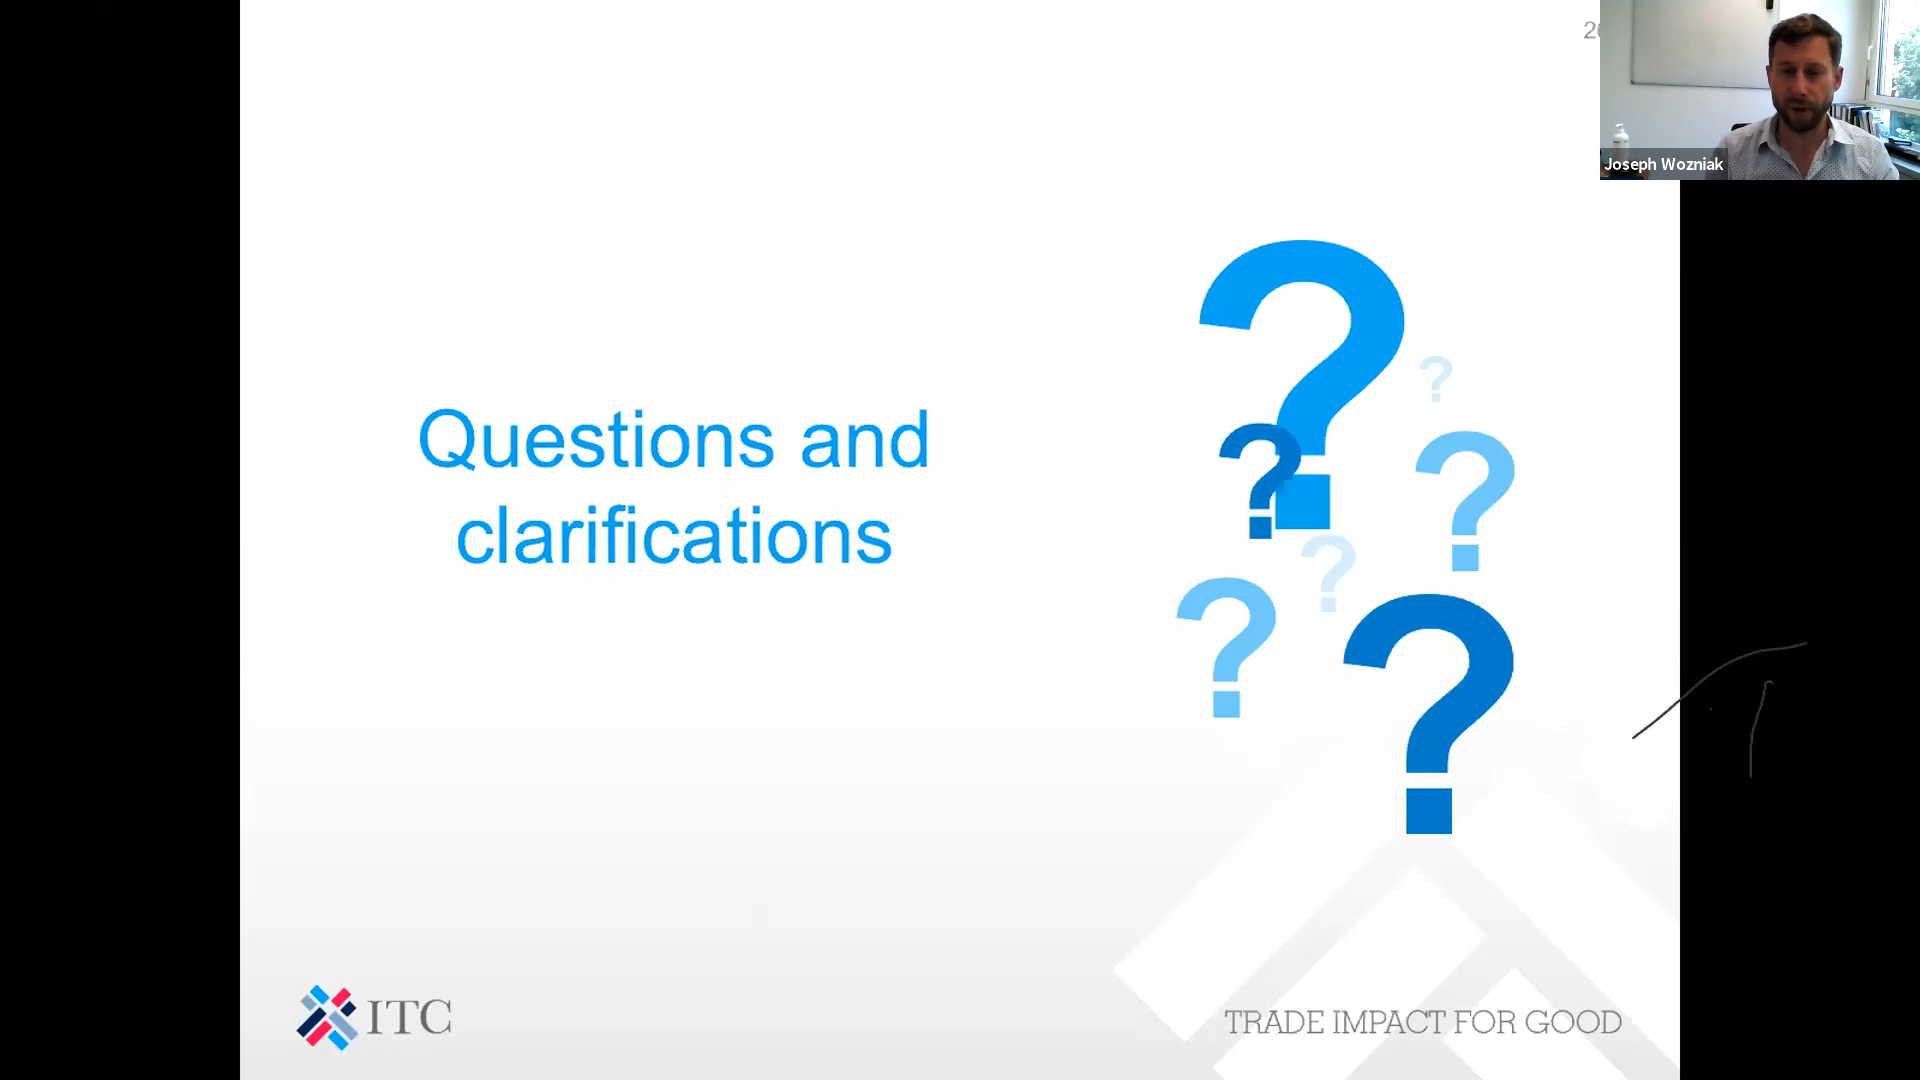 Joseph Wozniak
Questions and
clarifications
?
?
?
?
?
?
?
ITC
TRADE IMPACT FOR GOOD